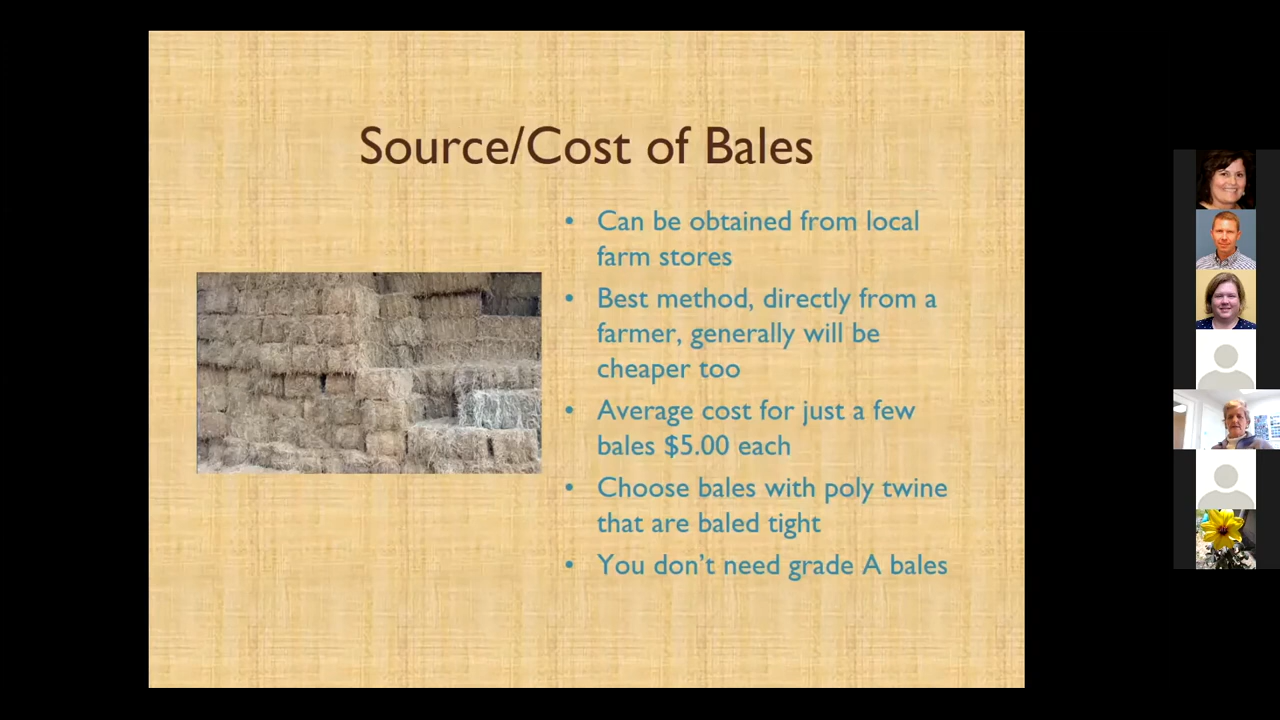 Source/Cost of Bales
• Can be obtained from local
farm stores
• Best method, directly from a
farmer, generally will be
cheaper too
• Average cost for just a few
bales $5.00 each
• Choose bales with poly twine
that are baled tight
• You don’t need grade A bales